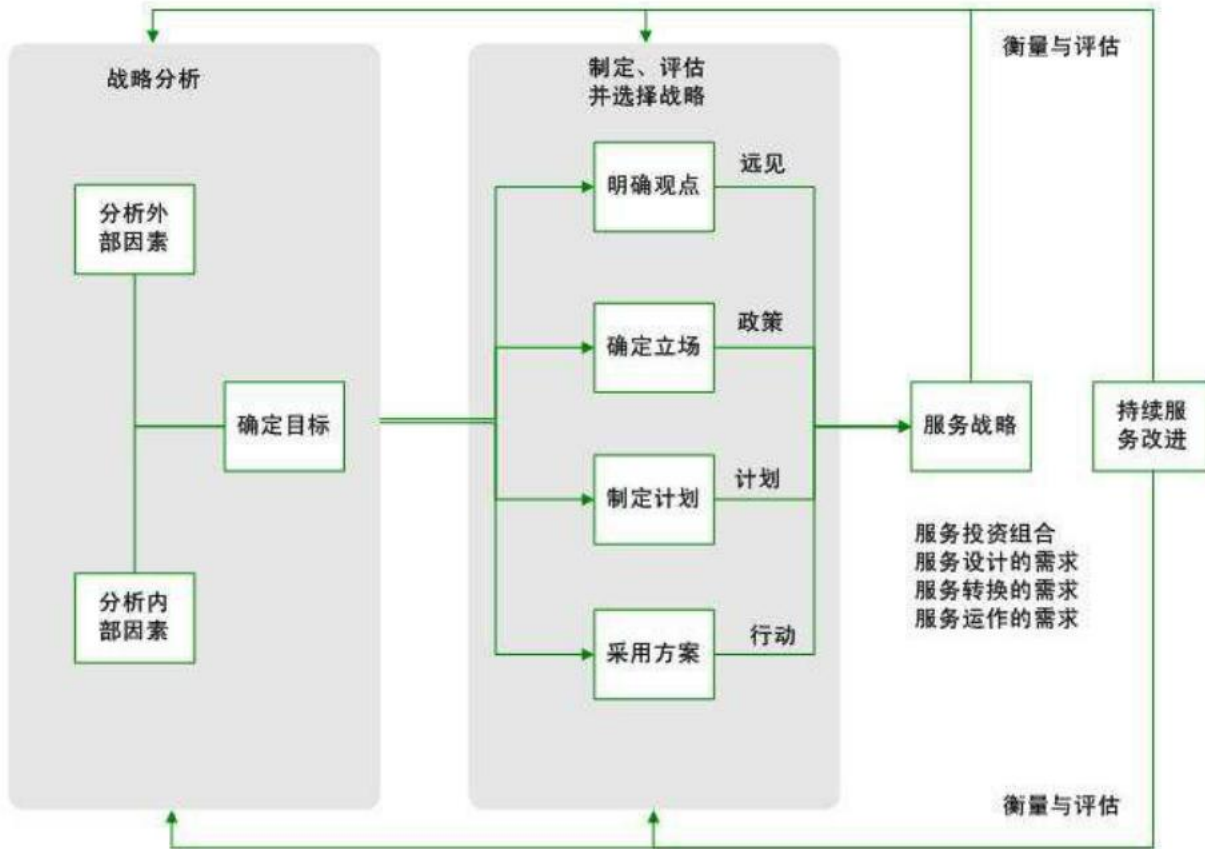 衡量与评估
战略分析
制定、评估
并选择战略
远见
明确观点
分析外
部因素
政策
确定立场
确定目标
服务战略
持续服
务改进
计划
制定计划
服务投资组合
服务设计的需求
服务转换的需求
服务运作的需求
分析内
部因素
行动
采用方案
衡量与评估